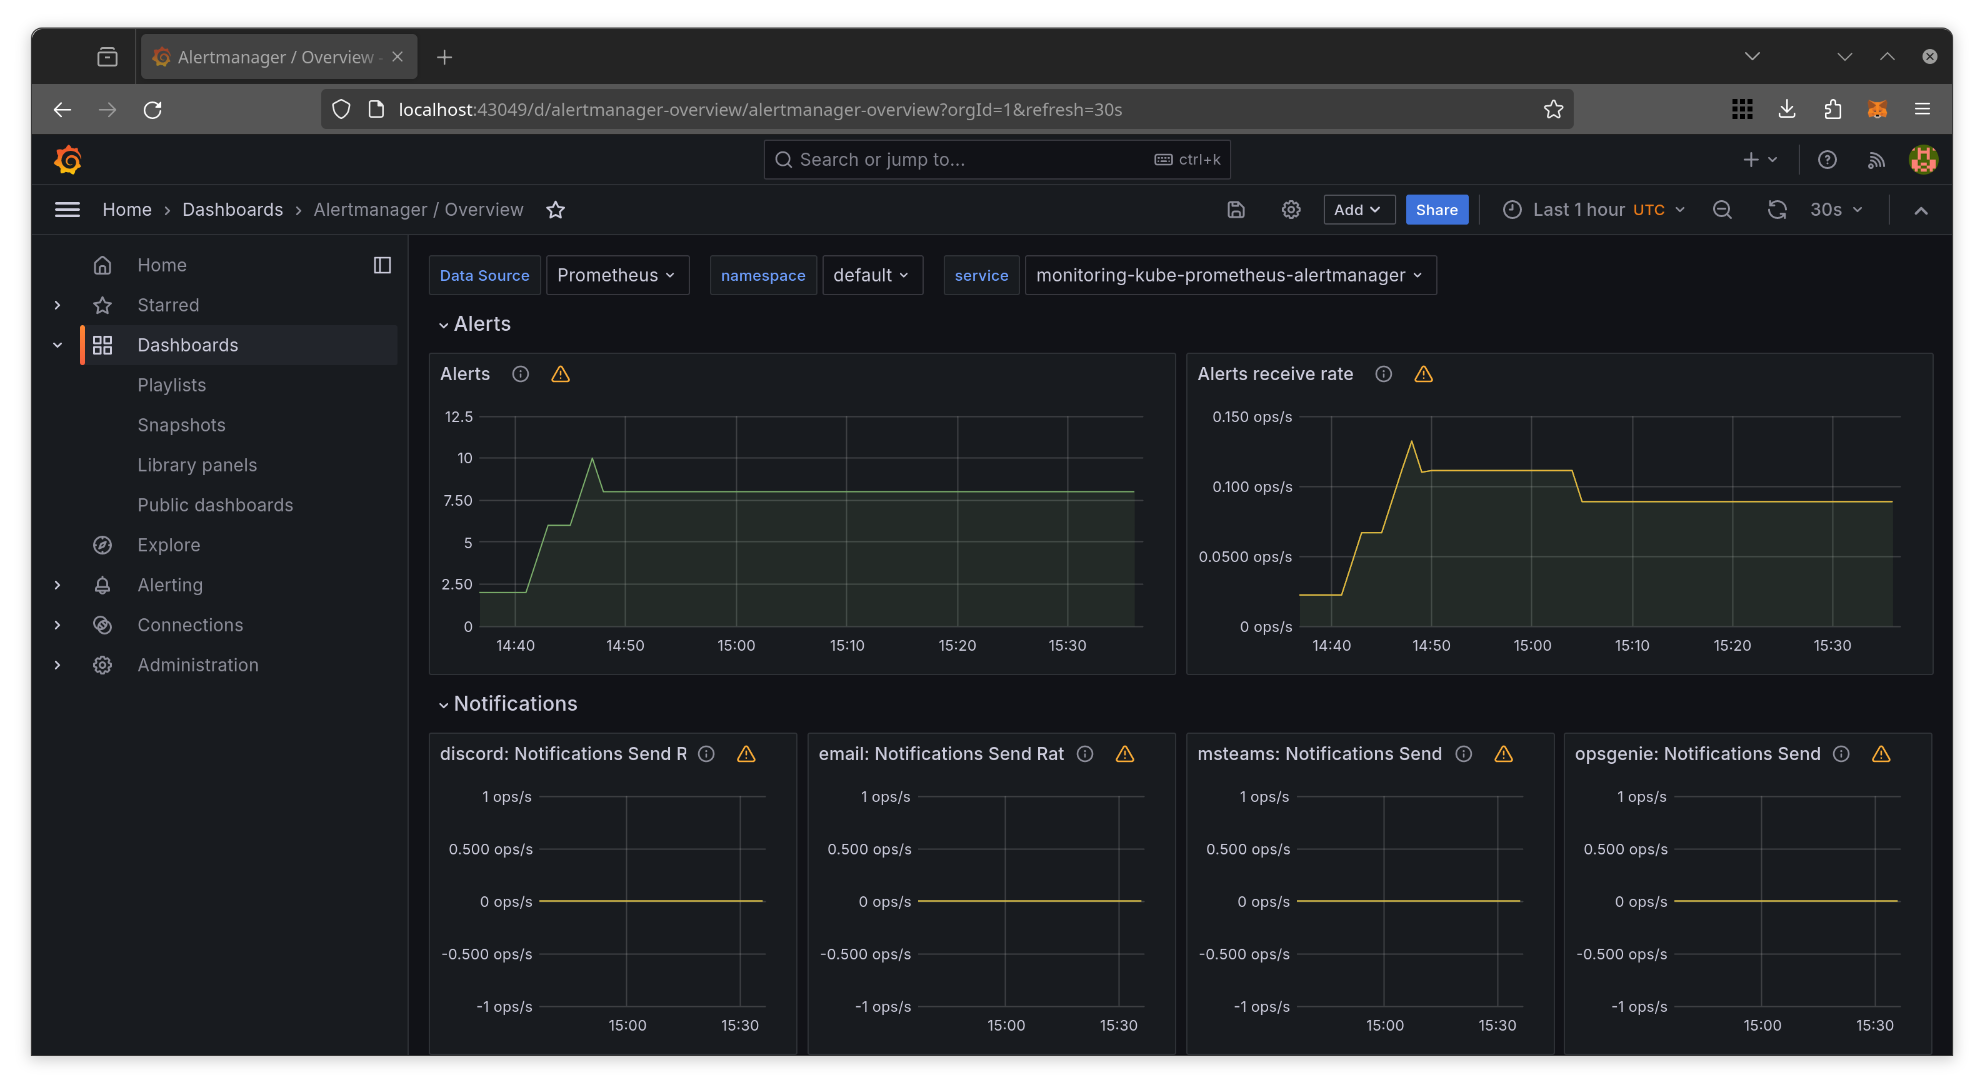 Alertmanager / Overview -
localhost:43049/d/alertmanager-overview/alertmanager-overview?orgId=1&refresh=30s
Search or jump to... ctrl+k
Home › Dashboards › Alertmanager / Overview
Add
Share
Last 1 hour UTC
30s
Home
Starred
Dashboards
Playlists
Snapshots
Library panels
Public dashboards
Explore
Alerting
Connections
Administration
Data Source Prometheus namespace default service monitoring-kube-prometheus-alertmanager
Alerts
Alerts
12.5
10
7.50
5
2.50
0
14:40 14:50 15:00 15:10 15:20 15:30
Alerts receive rate
0.150 ops/s
0.100 ops/s
0.0500 ops/s
0 ops/s
14:40 14:50 15:00 15:10 15:20 15:30
Notifications
discord: Notifications Send R
1 ops/s
0.500 ops/s
0 ops/s
-0.500 ops/s
-1 ops/s
15:00 15:30
email: Notifications Send Rat
1 ops/s
0.500 ops/s
0 ops/s
-0.500 ops/s
-1 ops/s
15:00 15:30
msteams: Notifications Send
1 ops/s
0.500 ops/s
0 ops/s
-0.500 ops/s
-1 ops/s
15:00 15:30
opsgenie: Notifications Send
1 ops/s
0.500 ops/s
0 ops/s
-0.500 ops/s
-1 ops/s
15:00 15:30